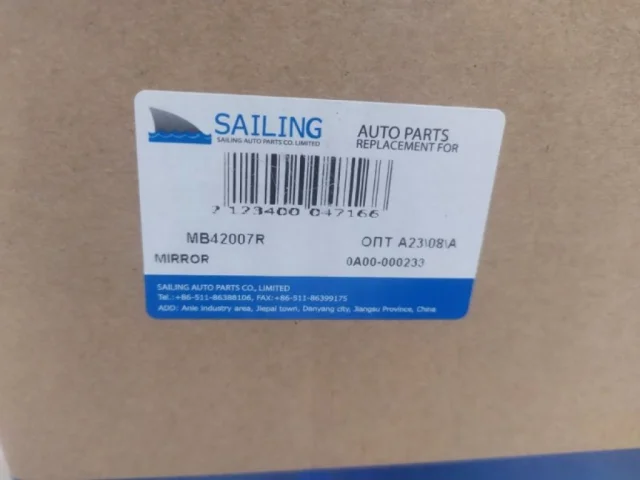 SAILING
SAILING AUTO PARTS CO. LIMITED
AUTO PARTS
REPLACEMENT FOR
2 123400 047166
MB42007R
ОПТ A23\08\A
MIRROR
0A00-000233
SAILING AUTO PARTS CO., LIMITED
Tel.: +86-511-86388106, FAX:+86-511-86399175
ADD: Anle industry area, Jiepai town, Danyang city, Jiangsu Province, China